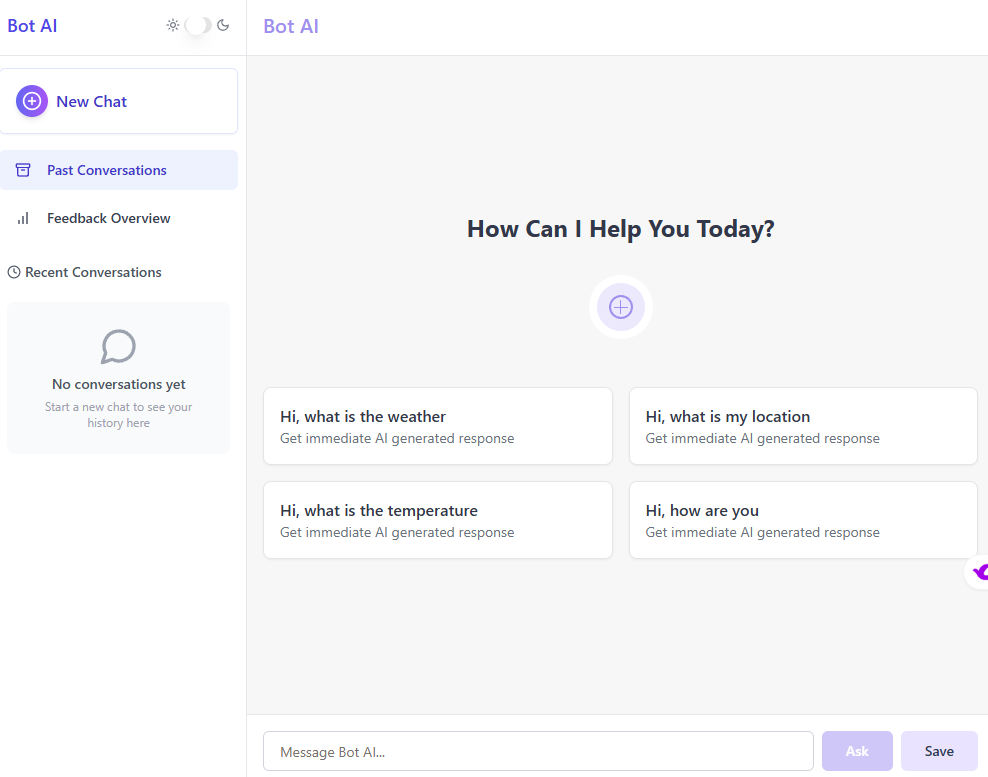 Bot AI
New Chat
Past Conversations
Feedback Overview
Recent Conversations
No conversations yet
Start a new chat to see your
history here
Bot AI
How Can I Help You Today?
Hi, what is the weather
Get immediate AI generated response
Hi, what is my location
Get immediate AI generated response
Hi, what is the temperature
Get immediate AI generated response
Hi, how are you
Get immediate AI generated response
Message Bot AI...
Ask
Save